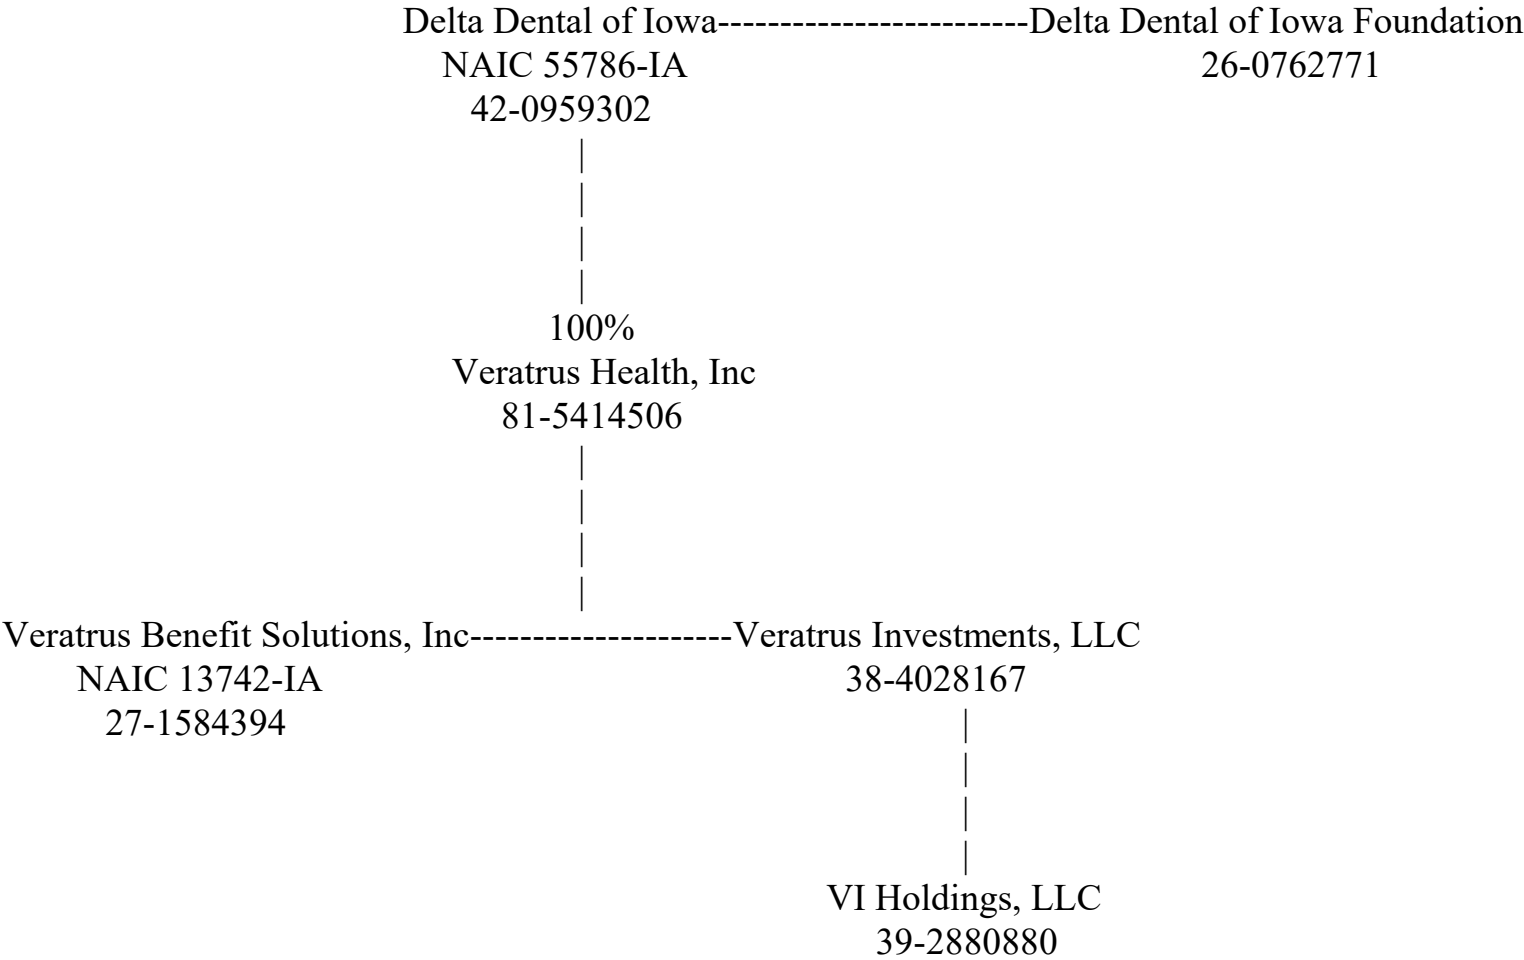 Delta Dental of Iowa-------------------------Delta Dental of Iowa Foundation
NAIC 55786-IA 26-0762771
42-0959302
|
|
|
|
100%
Veratrus Health, Inc
81-5414506
|
|
|
|
Veratrus Benefit Solutions, Inc---------------------Veratrus Investments, LLC
NAIC 13742-IA 38-4028167
27-1584394
|
|
|
|
VI Holdings, LLC
39-2880880